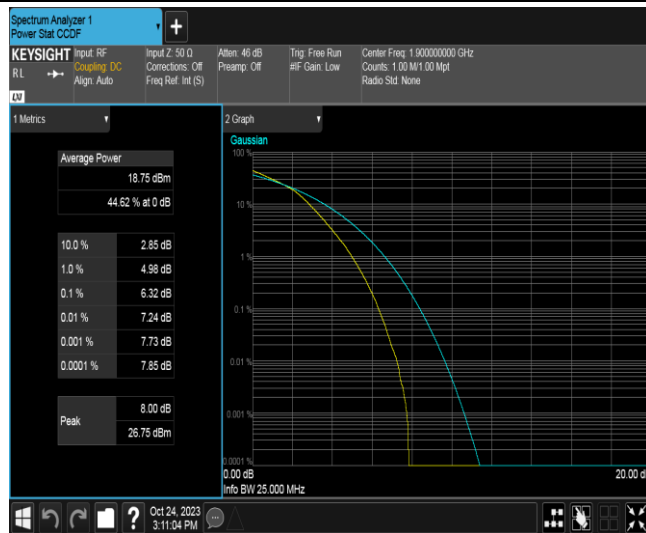 Spectrum Analyzer 1
Power Stat CCDF
KEYSIGHT
RL
Input: RF
Coupling: DC
Align: Auto
Input Z: 50 Ω
Corrections: Off
Freq Ref: Int (S)
Atten: 46 dB
Preamp: Off
Trig: Free Run
#IF Gain: Low
Center Freq: 1.900000000 GHz
Counts: 1.00 M/1.00 Mpt
Radio Std: None
1 Metrics
Average Power
18.75 dBm
44.62 % at 0 dB
10.0 % 2.85 dB
1.0 % 4.98 dB
0.1 % 6.32 dB
0.01 % 7.24 dB
0.001 % 7.73 dB
0.0001 % 7.85 dB
Peak
8.00 dB
26.75 dBm
2 Graph
Gaussian
100 %
10 %
1 %
0.1 %
0.01 %
0.001 %
0.0001 %
0.00 dB
20.00 d
Info BW 25.000 MHz
?
Oct 24, 2023
3:11:04 PM